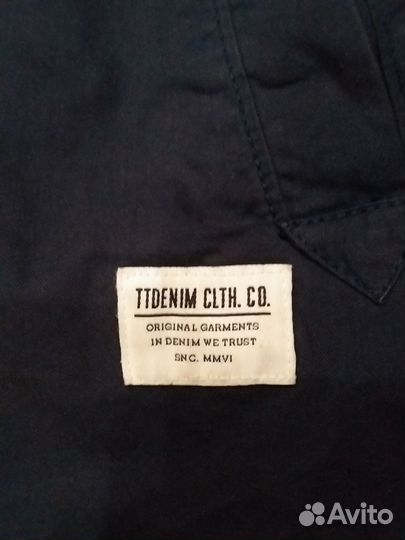 TTDENIM CLTH. CO.
ORIGINAL GARMENTS
IN DENIM WE TRUST
SNC. MMVI
Avito